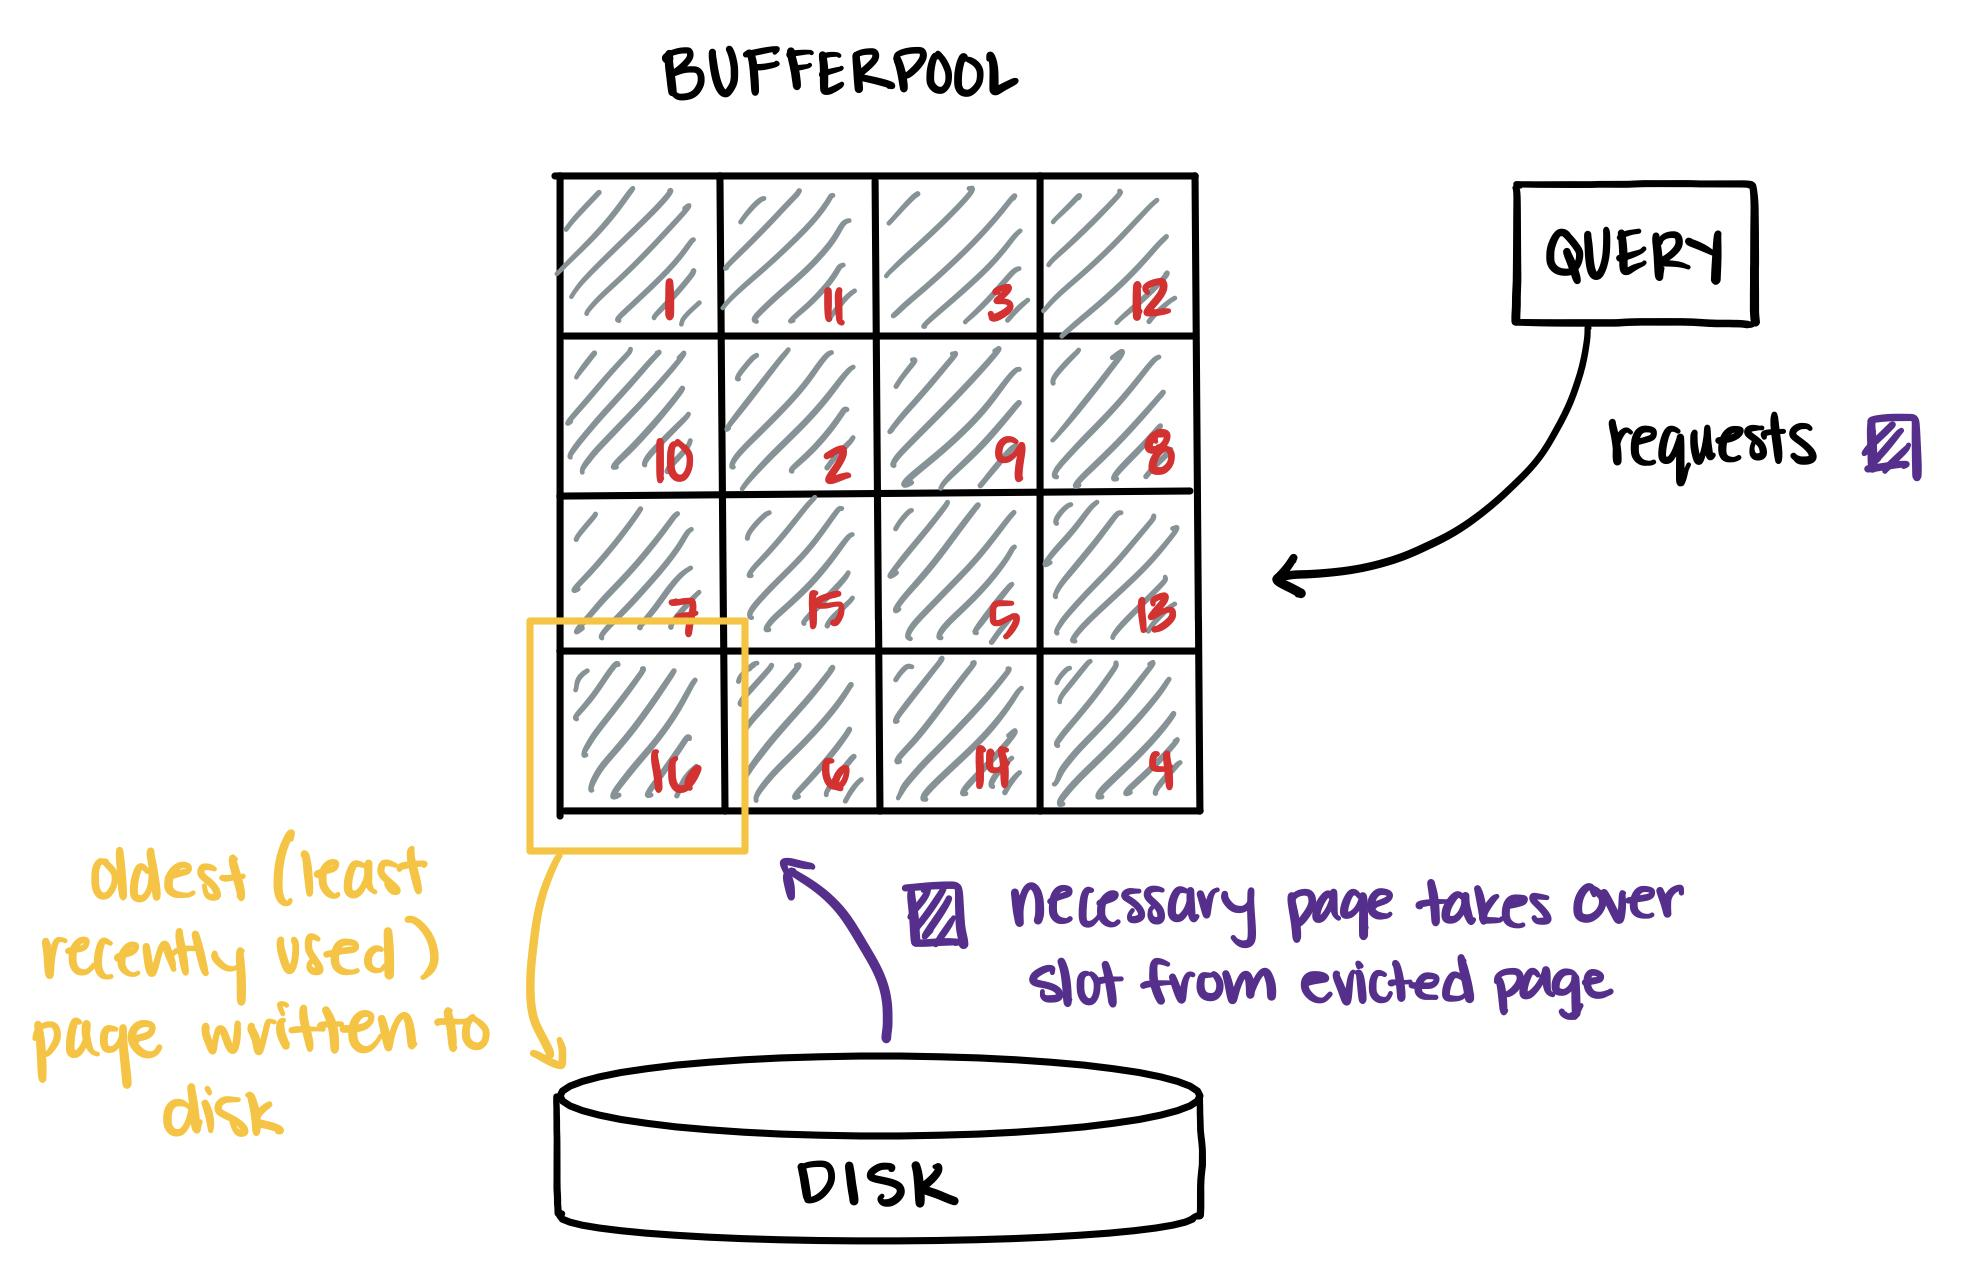 BUFFERPOOL
1 11 3 12
10 2 9 8
7 15 5 13
16 6 14 4
QUERY
requests
oldest (least
recently used)
page written to
disk
necessary page takes over
slot from evicted page
DISK